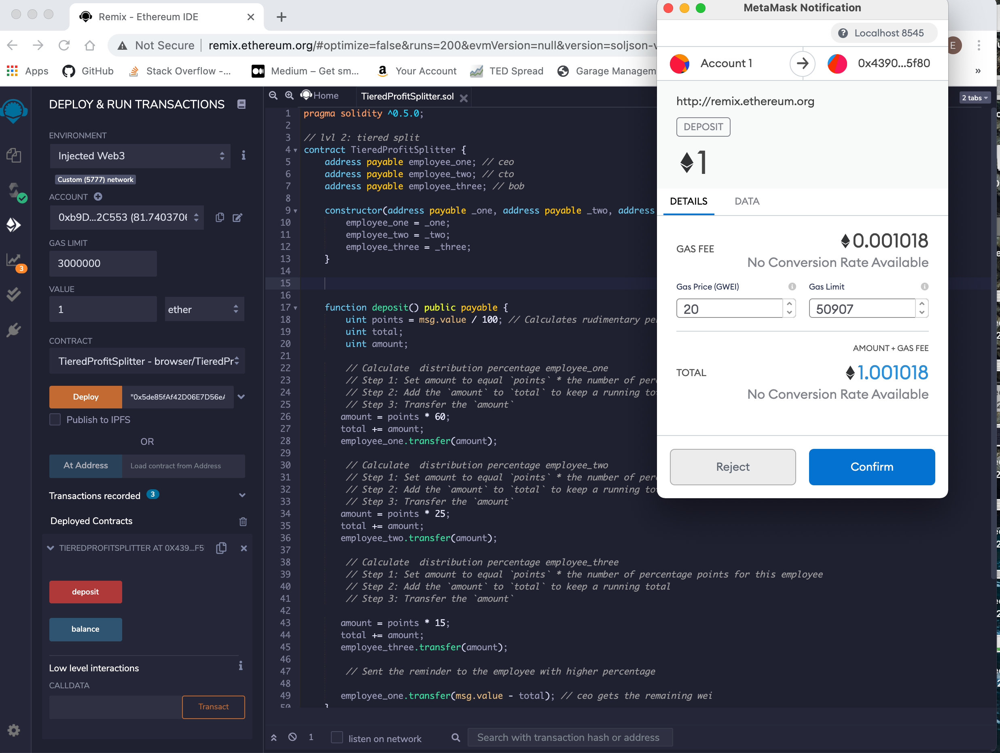 Remix - Ethereum IDE
Not Secure
remix.ethereum.org/#optimize=false&runs=200&evmVersion=null&version=soljson-v
E
Apps
GitHub
Stack Overflow -...
Medium – Get sm...
Your Account
TED Spread
Garage Managem
»
DEPLOY & RUN TRANSACTIONS
ENVIRONMENT
Injected Web3
Custom (5777) network
ACCOUNT
0xb9D...2C553 (81.7403706
GAS LIMIT
3000000
VALUE
1
ether
CONTRACT
TieredProfitSplitter - browser/TieredPr
Deploy
"0x5de85fAf42D06E7D56eA
Publish to IPFS
OR
At Address
Load contract from Address
Transactions recorded 3
Deployed Contracts
TIEREDPROFITSPLITTER AT 0X439...F5
deposit
balance
Low level interactions
CALLDATA
Transact
3
Home
TieredProfitSplitter.sol
2 tabs
1 pragma solidity ^0.5.0;
2
3 // lvl 2: tiered split
4 contract TieredProfitSplitter {
5 address payable employee_one; // ceo
6 address payable employee_two; // cto
7 address payable employee_three; // bob
8
9 constructor(address payable _one, address payable _two, address
10 employee_one = _one;
11 employee_two = _two;
12 employee_three = _three;
13 }
14
15
16
17 function deposit() public payable {
18 uint points = msg.value / 100; // Calculates rudimentary pe
19 uint total;
20 uint amount;
21
22 // Calculate  distribution percentage employee_one
23 // Step 1: Set amount to equal `points` * the number of perc
24 // Step 2: Add the `amount` to `total` to keep a running to
25 // Step 3: Transfer the `amount`
26 amount = points * 60;
27 total += amount;
28 employee_one.transfer(amount);
29
30 // Calculate  distribution percentage employee_two
31 // Step 1: Set amount to equal `points` * the number of perc
32 // Step 2: Add the `amount` to `total` to keep a running to
33 // Step 3: Transfer the `amount`
34 amount = points * 25;
35 total += amount;
36 employee_two.transfer(amount);
37
38 // Calculate  distribution percentage employee_three
39 // Step 1: Set amount to equal `points` * the number of percentage points for this employee
40 // Step 2: Add the `amount` to `total` to keep a running total
41 // Step 3: Transfer the `amount`
42
43 amount = points * 15;
44 total += amount;
45 employee_three.transfer(amount);
46
47 // Sent the reminder to the employee with higher percentage
48
49 employee_one.transfer(msg.value - total); // ceo gets the remaining wei
50 }
1
listen on network
Search with transaction hash or address
MetaMask Notification
Localhost 8545
Account 1
0x4390...5f80
http://remix.ethereum.org
DEPOSIT
1
DETAILS
DATA
GAS FEE
0.001018
No Conversion Rate Available
Gas Price (GWEI)
Gas Limit
20
50907
AMOUNT + GAS FEE
TOTAL
1.001018
No Conversion Rate Available
Reject
Confirm